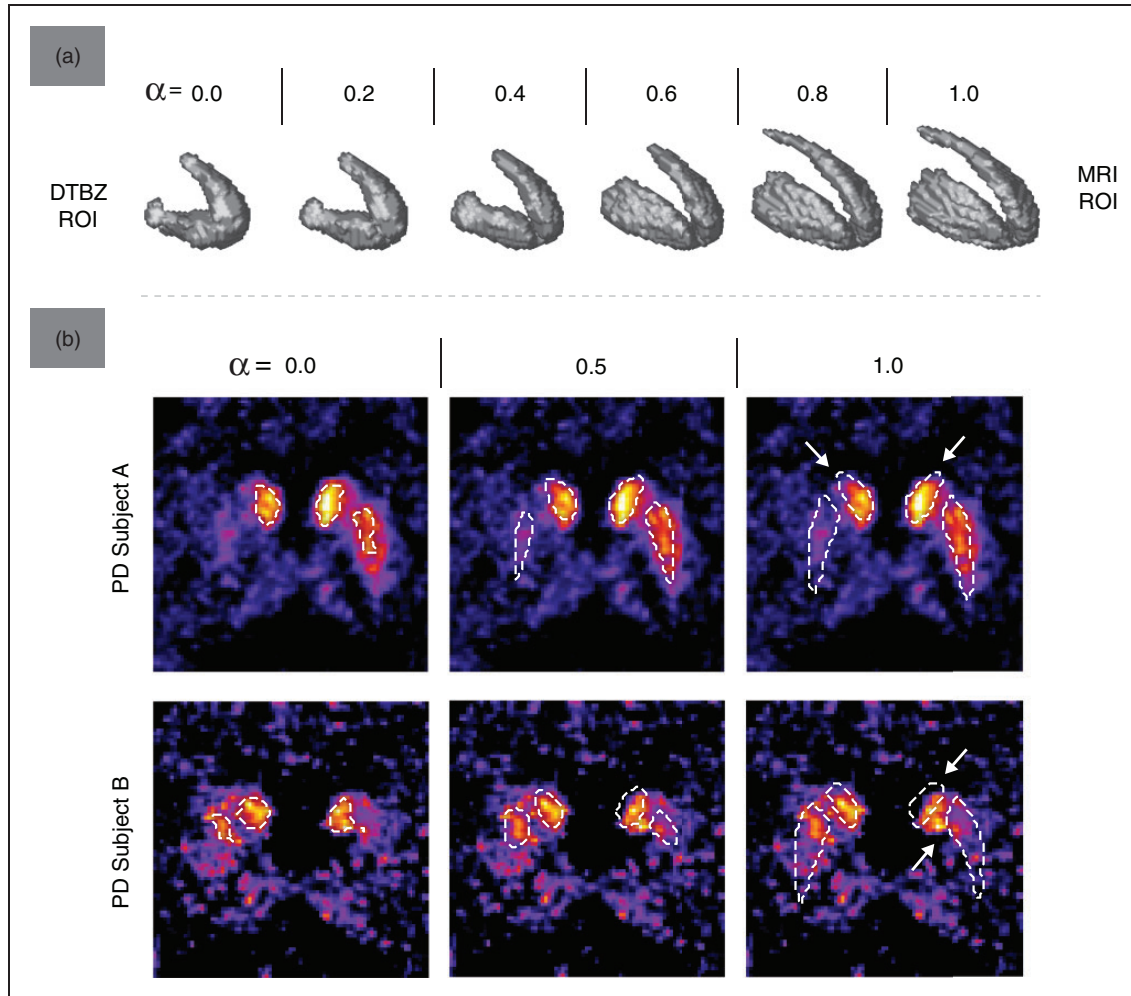 (a)
α = 0.0 0.2 0.4 0.6 0.8 1.0
DTBZ
ROI
MRI
ROI
(b)
α = 0.0 0.5 1.0
PD Subject A
PD Subject B